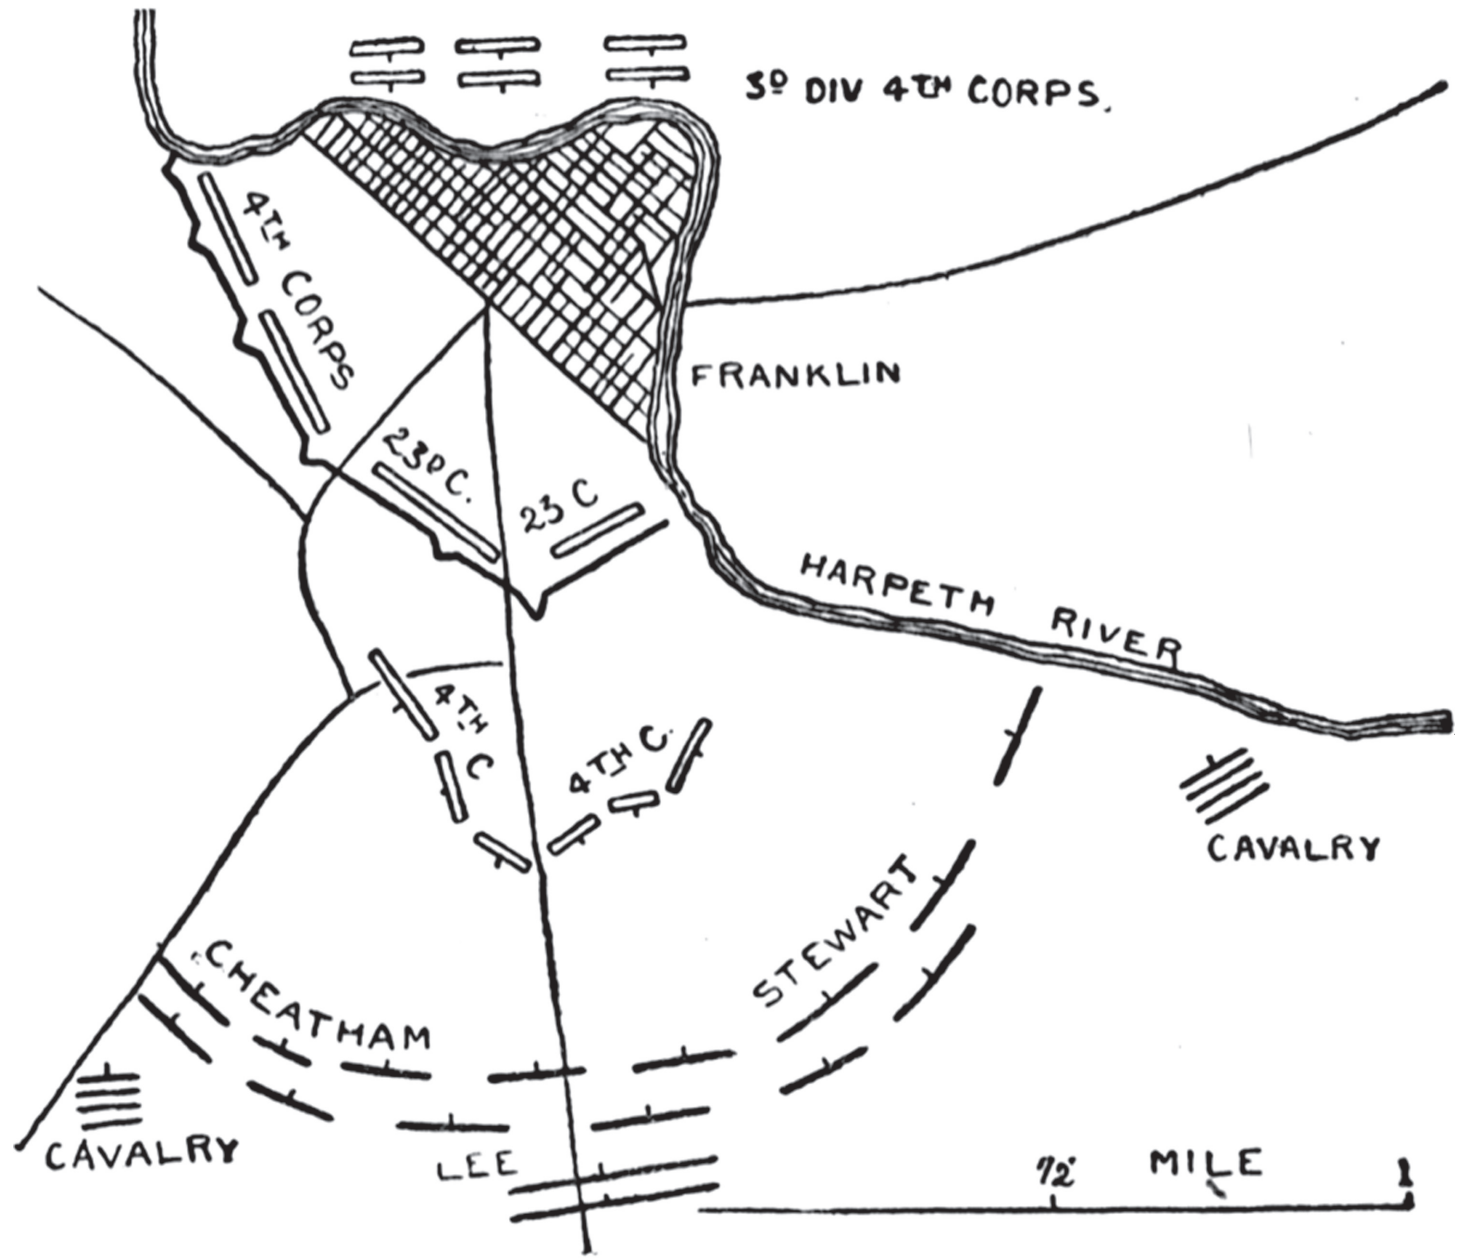 3D DIV 4TH CORPS.
4TH CORPS
FRANKLIN
23D C.
23 C
HARPETH RIVER
4TH C
4TH C.
CAVALRY
STEWART
CHEATHAM
CAVALRY
LEE
1/2 MILE 1